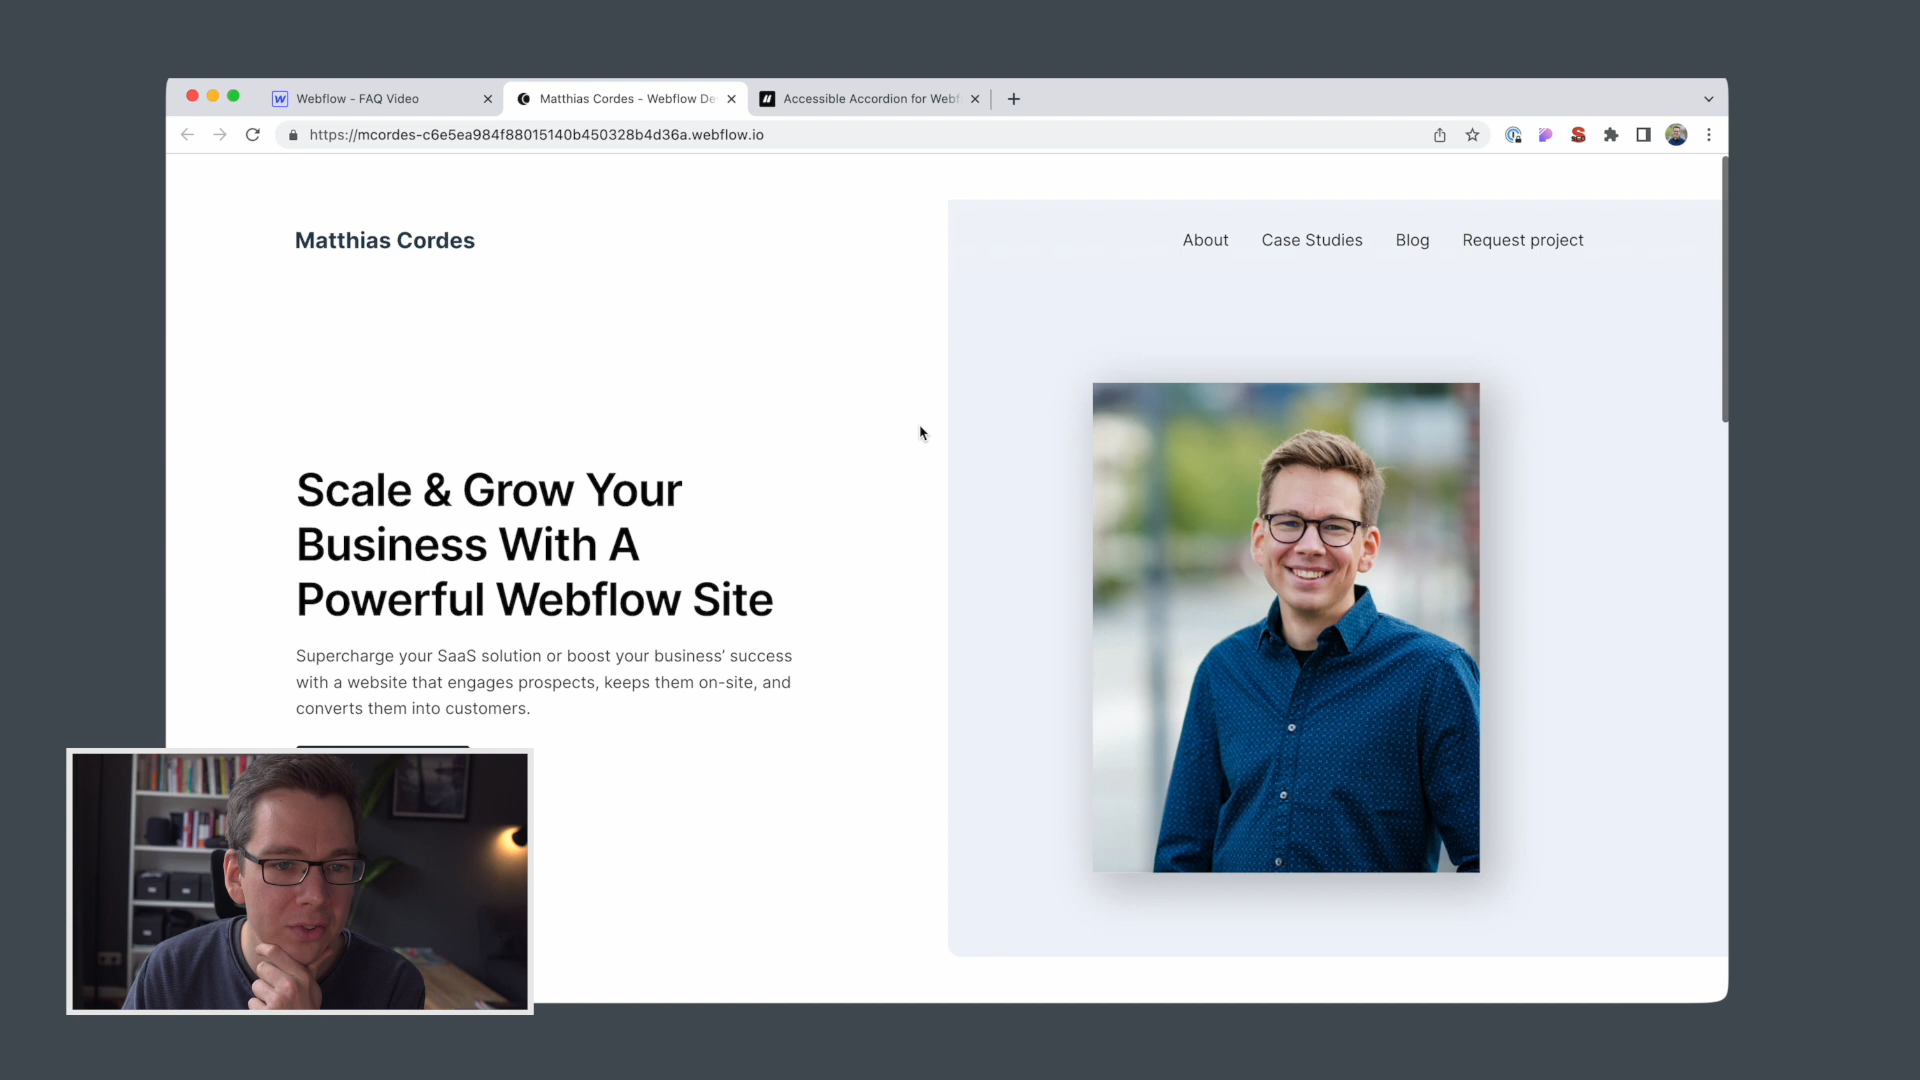 Webflow - FAQ Video
Matthias Cordes - Webflow De
Accessible Accordion for Webf
https://mcordes-c6e5ea984f88015140b450328b4d36a.webflow.io
Matthias Cordes
About
Case Studies
Blog
Request project
Scale & Grow Your
Business With A
Powerful Webflow Site
Supercharge your SaaS solution or boost your business’ success
with a website that engages prospects, keeps them on-site, and
converts them into customers.